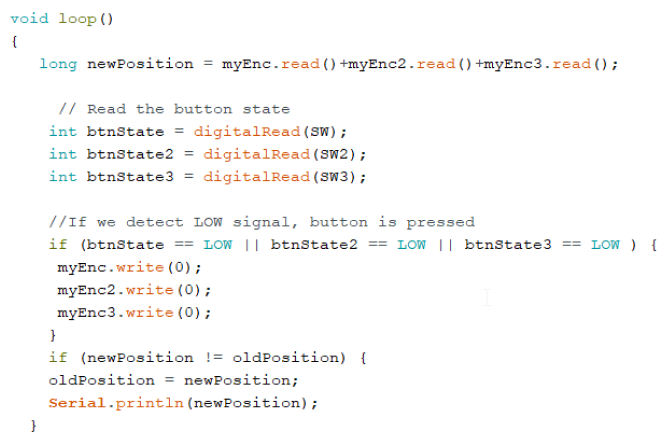 void loop()
{
long newPosition = myEnc.read()+myEnc2.read()+myEnc3.read();
// Read the button state
int btnState = digitalRead(SW);
int btnState2 = digitalRead(SW2);
int btnState3 = digitalRead(SW3);
//If we detect LOW signal, button is pressed
if (btnState == LOW || btnState2 == LOW || btnState3 == LOW ) {
myEnc.write(0);
myEnc2.write(0);
myEnc3.write(0);
}
if (newPosition != oldPosition) {
oldPosition = newPosition;
Serial.println(newPosition);
}